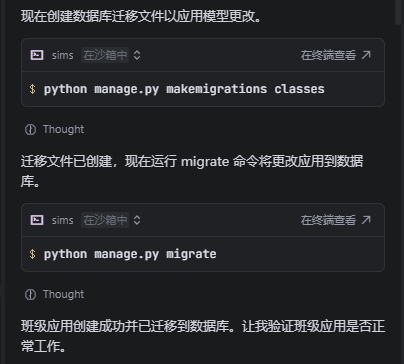 现在创建数据库迁移文件以应用模型更改。
sims 在沙箱中 在终端查看
$ python manage.py makemigrations classes
Thought
迁移文件已创建，现在运行 migrate 命令将更改应用到数据
库。
sims 在沙箱中 在终端查看
$ python manage.py migrate
Thought
班级应用创建成功并已迁移到数据库。让我验证班级应用是否正
常工作。